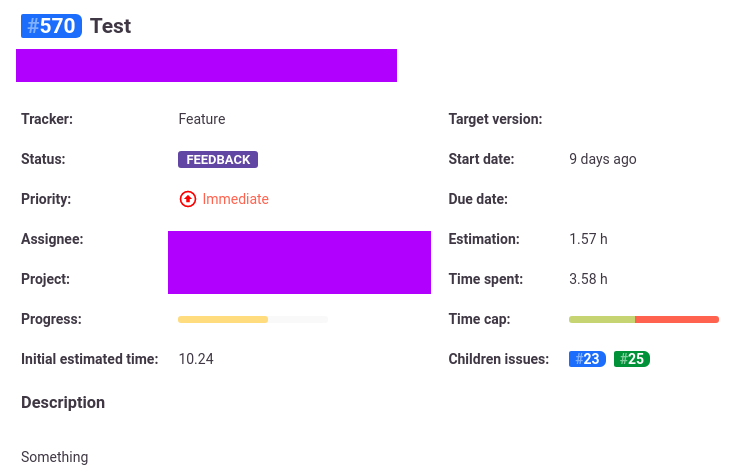 #570 Test
Tracker: Feature Target version:
Status: FEEDBACK Start date: 9 days ago
Priority: Immediate Due date:
Assignee: Estimation: 1.57 h
Project: Time spent: 3.58 h
Progress: Time cap:
Initial estimated time: 10.24 Children issues: #23 #25
Description
Something